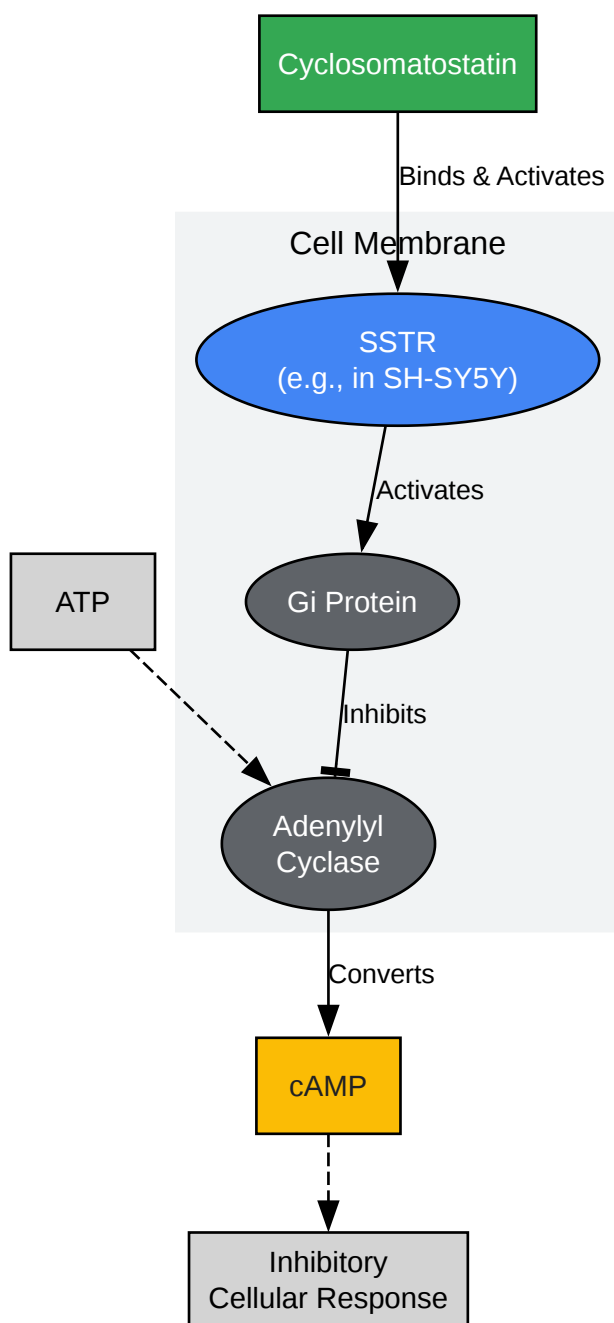 Cyclosomatostatin
Binds & Activates
Cell Membrane
SSTR
(e.g., in SH-SY5Y)
Activates
ATP
Gi Protein
Inhibits
Adenylyl
Cyclase
Converts
cAMP
Inhibitory
Cellular Response